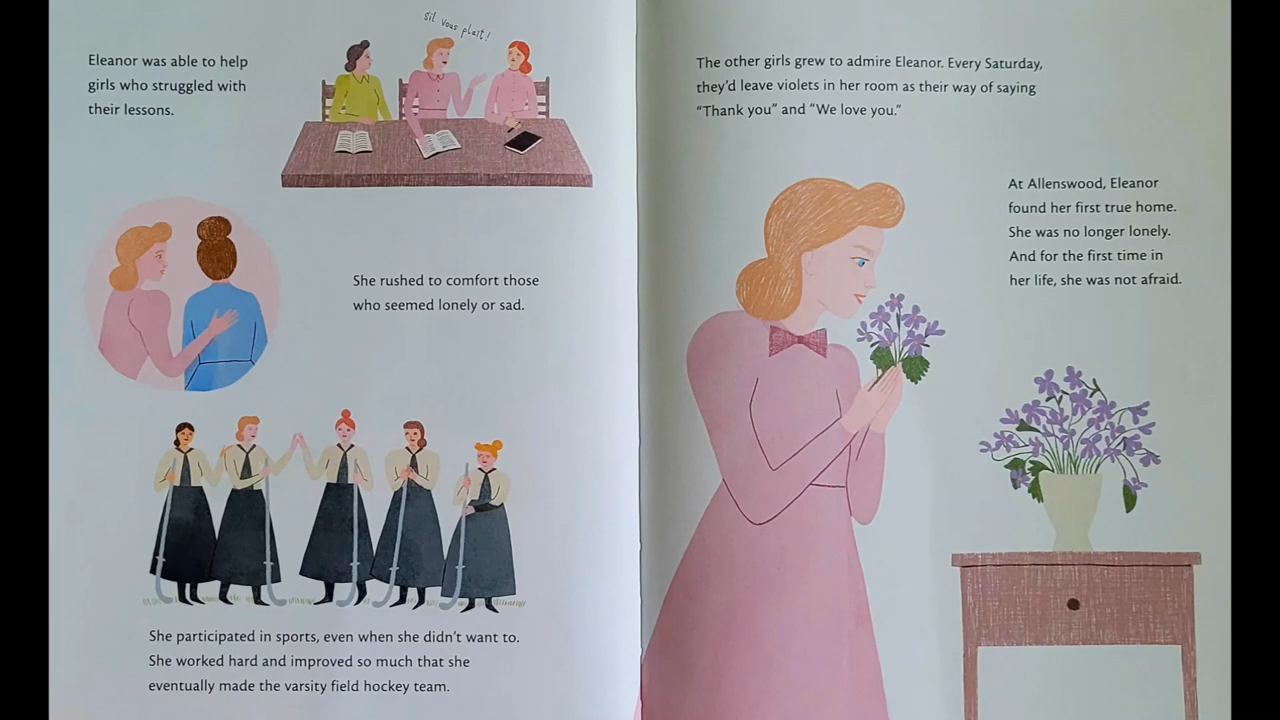 Eleanor was able to help
girls who struggled with
their lessons.
Sil vous plait!
She rushed to comfort those
who seemed lonely or sad.
She participated in sports, even when she didn't want to.
She worked hard and improved so much that she
eventually made the varsity field hockey team.
The other girls grew to admire Eleanor. Every Saturday,
they'd leave violets in her room as their way of saying
“Thank you” and “We love you.”
At Allenswood, Eleanor
found her first true home.
She was no longer lonely.
And for the first time in
her life, she was not afraid.